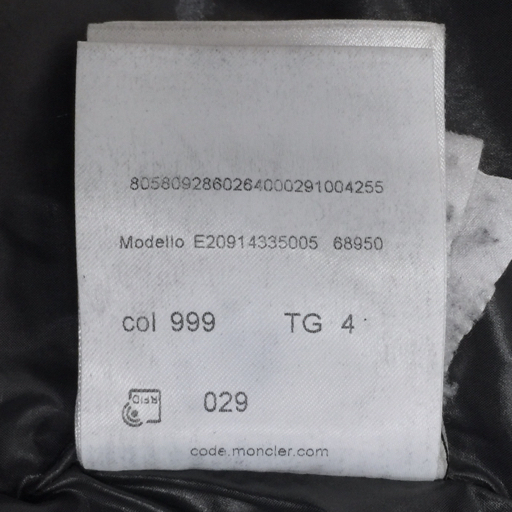 8058092860264000291004255
Modello E20914335005 68950
col 999 TG 4
RFID 029
code.moncler.com